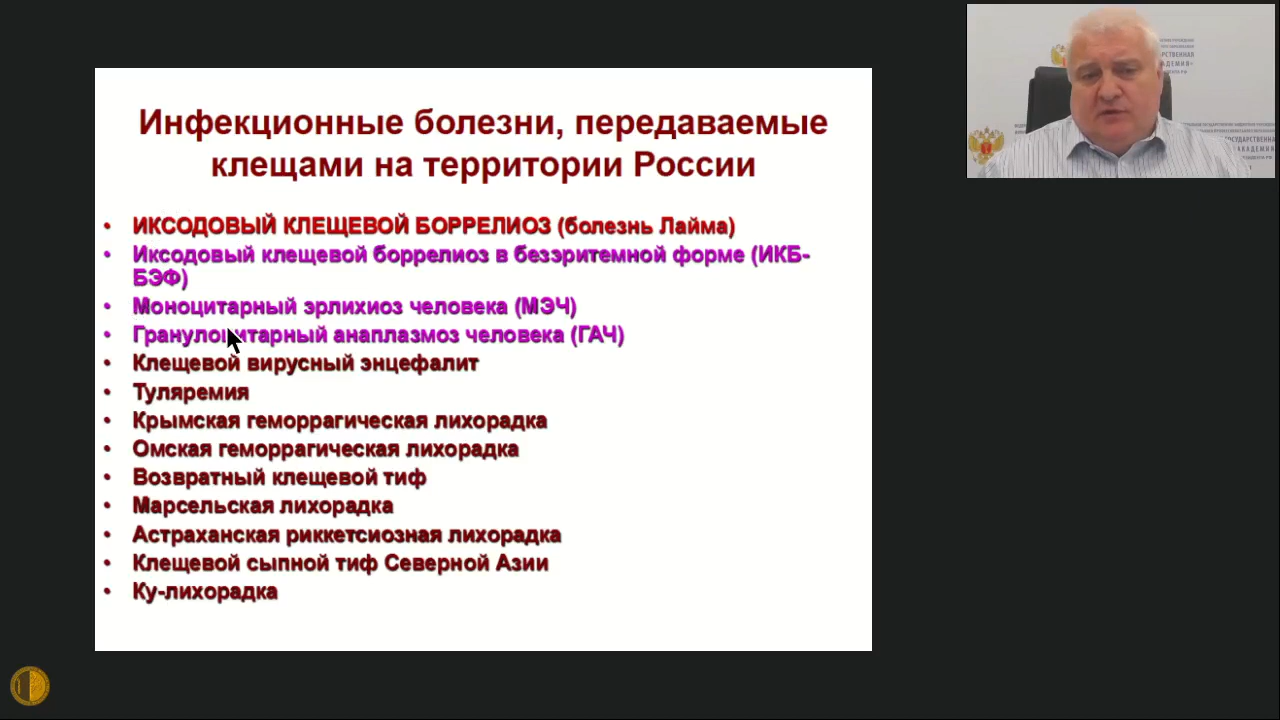 Инфекционные болезни, передаваемые
клещами на территории России
• ИКСОДОВЫЙ КЛЕЩЕВОЙ БОРРЕЛИОЗ (болезнь Лайма)
• Иксодовый клещевой боррелиоз в безэритемной форме (ИКБ-
БЭФ)
• Моноцитарный эрлихиоз человека (МЭЧ)
• Гранулоцитарный анаплазмоз человека (ГАЧ)
• Клещевой вирусный энцефалит
• Туляремия
• Крымская геморрагическая лихорадка
• Омская геморрагическая лихорадка
• Возвратный клещевой тиф
• Марсельская лихорадка
• Астраханская риккетсиозная лихорадка
• Клещевой сыпной тиф Северной Азии
• Ку-лихорадка